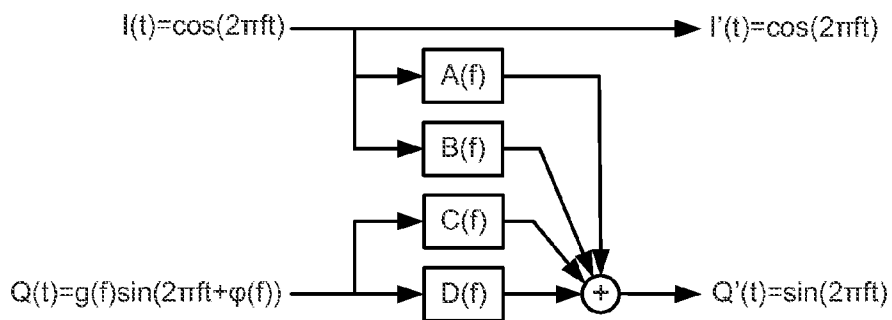 I(t)=cos(2πft)
I’(t)=cos(2πft)
A(f)
B(f)
C(f)
Q(t)=g(f)sin(2πft+φ(f))
D(f)
+
Q’(t)=sin(2πft)